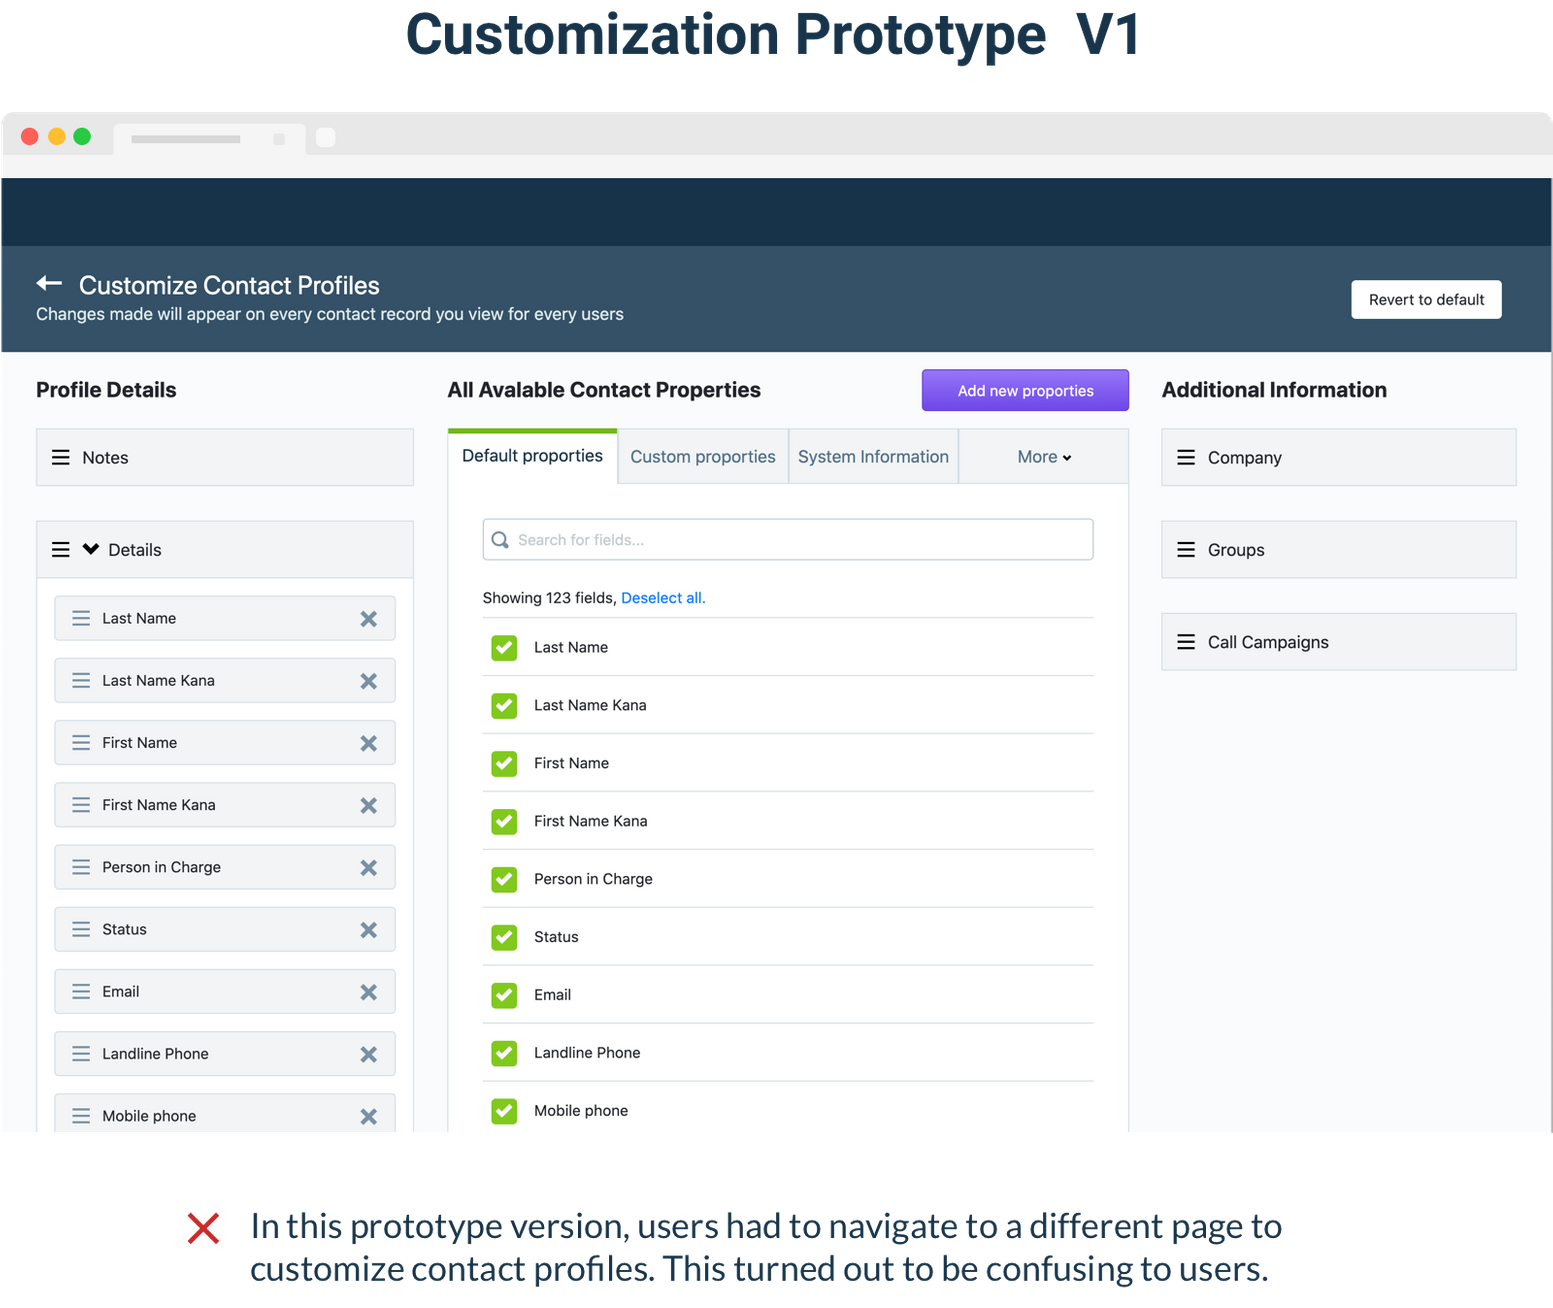 Customization Prototype V1
Customize Contact Profiles
Changes made will appear on every contact record you view for every users
Revert to default
Profile Details
Notes
Details
Last Name
Last Name Kana
First Name
First Name Kana
Person in Charge
Status
Email
Landline Phone
Mobile phone
All Avalable Contact Properties
Add new proporties
Default properties
Custom properties
System Information
More
Search for fields...
Showing 123 fields, Deselect all.
Last Name
Last Name Kana
First Name
First Name Kana
Person in Charge
Status
Email
Landline Phone
Mobile phone
Additional Information
Company
Groups
Call Campaigns
In this prototype version, users had to navigate to a different page to
customize contact profiles. This turned out to be confusing to users.